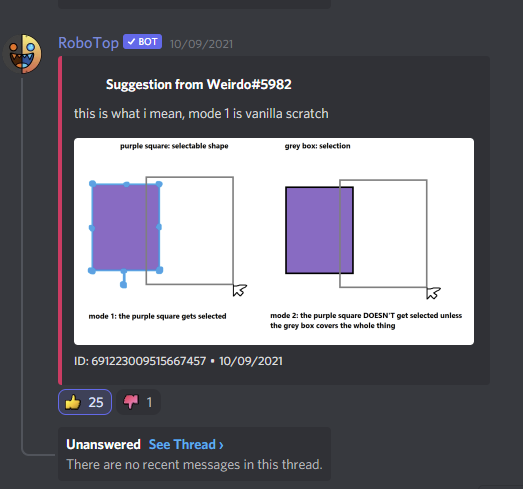 RoboTop ✓ BOT 10/09/2021
Suggestion from Weirdo#5982
this is what i mean, mode 1 is vanilla scratch
purple square: selectable shape
grey box: selection
mode 1: the purple square gets selected
mode 2: the purple square DOESN'T get selected unless
the grey box covers the whole thing
ID: 691223009515667457 • 10/09/2021
25 1
Unanswered See Thread ›
There are no recent messages in this thread.